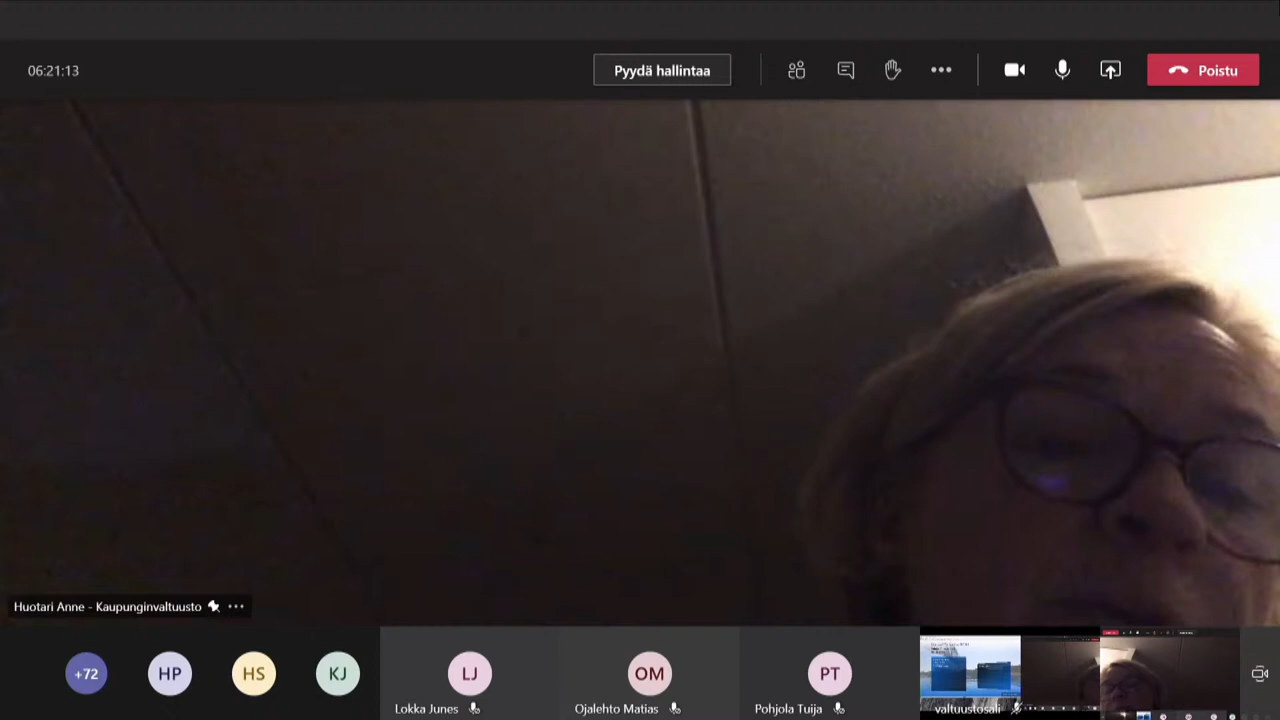 06:21:13
Pyydä hallintaa
Poistu
Huotari Anne - Kaupunginvaltuusto
+72
HP
HS
KJ
LJ
OM
PT
Lokka Junes
Ojalehto Matias
Pohjola Tuija
valtuustosali